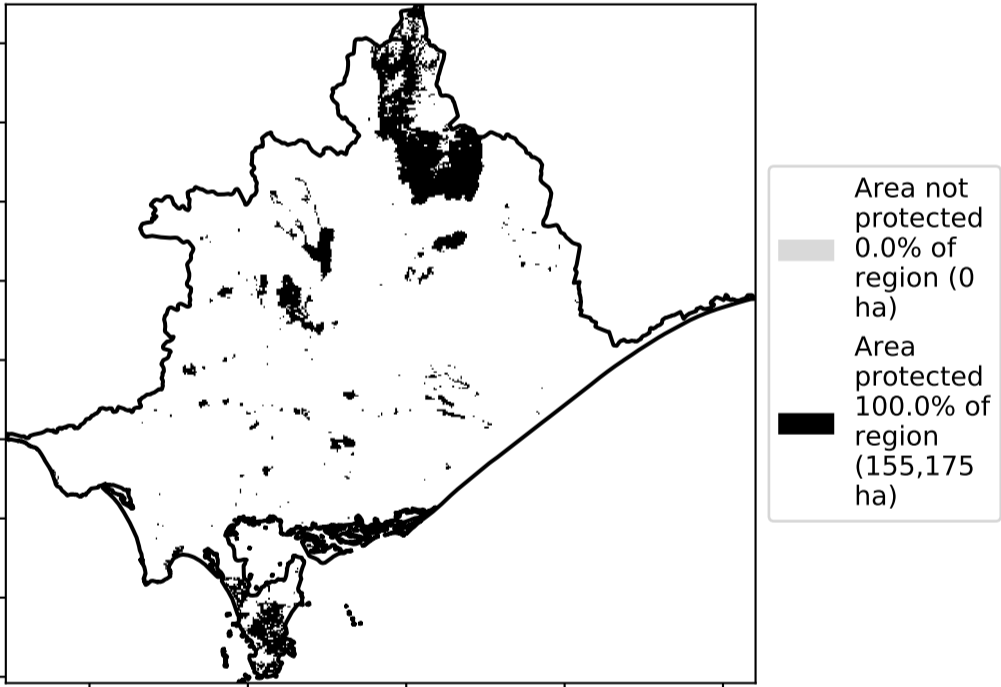 Area not
protected
0.0% of
region (0
ha)
Area
protected
100.0% of
region
(155,175
ha)